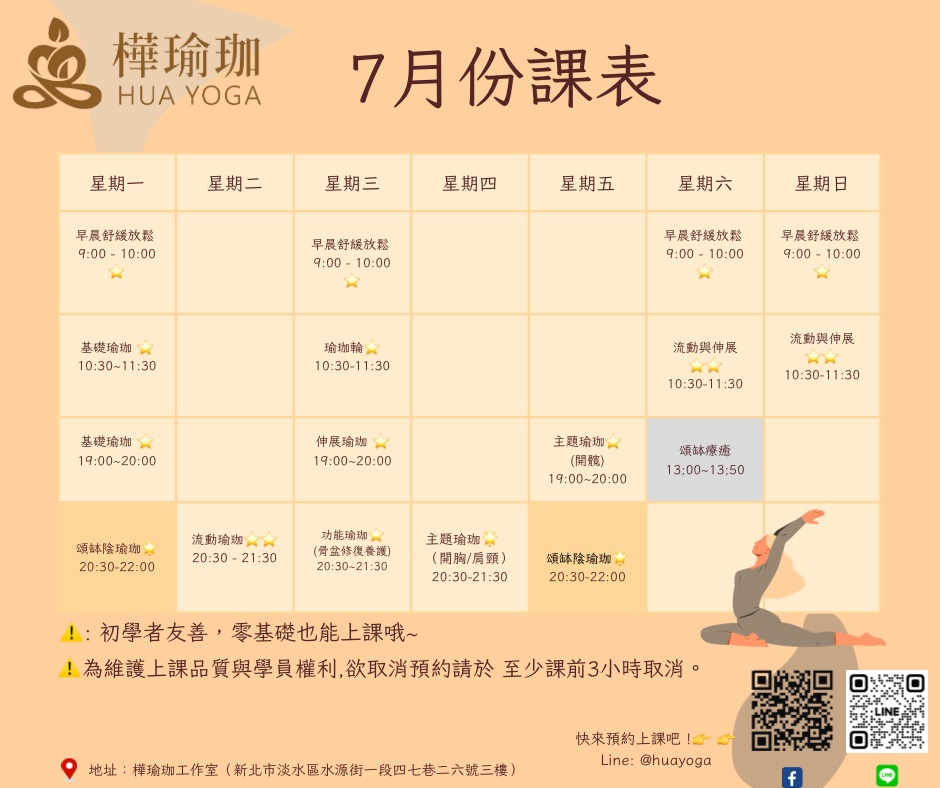 樺瑜珈
HUA YOGA
7月份課表
星期一 星期二 星期三 星期四 星期五 星期六 星期日
早晨舒緩放鬆
9:00 - 10:00
⭐
早晨舒緩放鬆
9:00 - 10:00
⭐
早晨舒緩放鬆
9:00 - 10:00
⭐
早晨舒緩放鬆
9:00 - 10:00
⭐
基礎瑜珈 ⭐
10:30~11:30
瑜珈輪⭐
10:30-11:30
流動與伸展
⭐⭐
10:30-11:30
流動與伸展
⭐⭐
10:30-11:30
基礎瑜珈 ⭐
19:00~20:00
伸展瑜珈 ⭐
19:00~20:00
主題瑜珈⭐
(開髖)
19:00~20:00
頌缽療癒
13;00~13;50
頌缽陰瑜珈⭐
20:30-22:00
流動瑜珈⭐⭐
20:30 - 21:30
功能瑜珈⭐
(骨盆修復養護)
20:30~21:30
主題瑜珈⭐
（開胸/肩頸）
20:30-21:30
頌缽陰瑜珈⭐
20:30-22:00
⚠️: 初學者友善，零基礎也能上課哦~
⚠️為維護上課品質與學員權利,欲取消預約請於 至少課前3小時取消。
快來預約上課吧 !👉 👉
Line: @huayoga
LINE
地址：樺瑜珈工作室（新北市淡水區水源街一段四七巷二六號三樓）
f
LINE